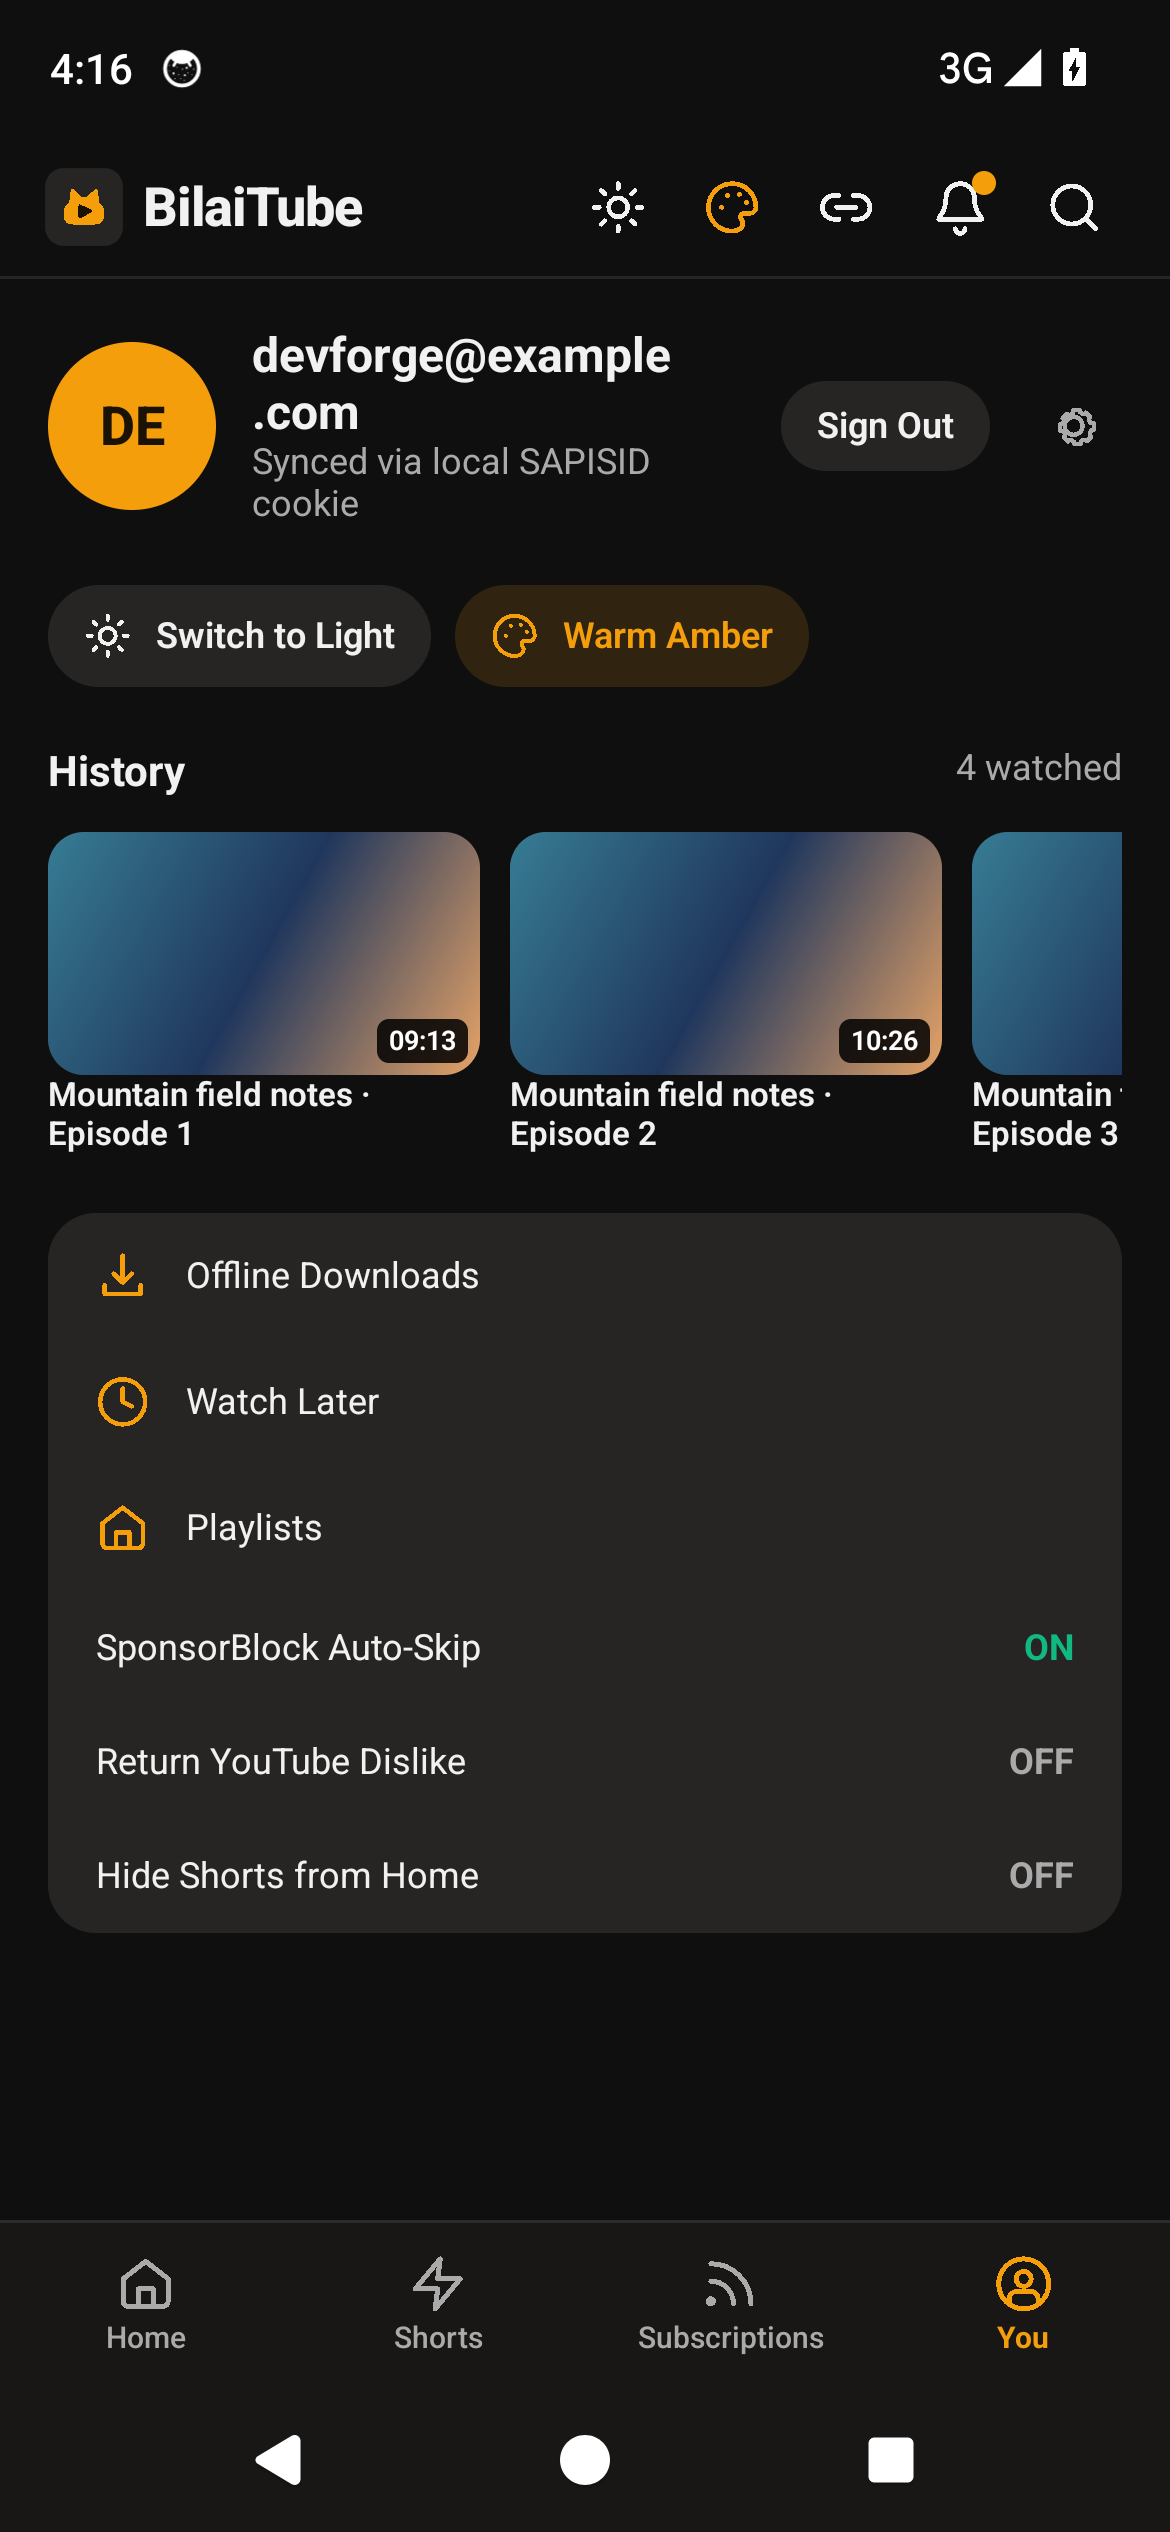 4:16
3G
BilaiTube
DE
devforge@example
.com
Synced via local SAPISID
cookie
Sign Out
Switch to Light
Warm Amber
History
4 watched
09:13
10:26
Mountain field notes ·
Episode 1
Mountain field notes ·
Episode 2
Mountain
Episode 3
Offline Downloads
Watch Later
Playlists
SponsorBlock Auto-Skip
ON
Return YouTube Dislike
OFF
Hide Shorts from Home
OFF
Home
Shorts
Subscriptions
You